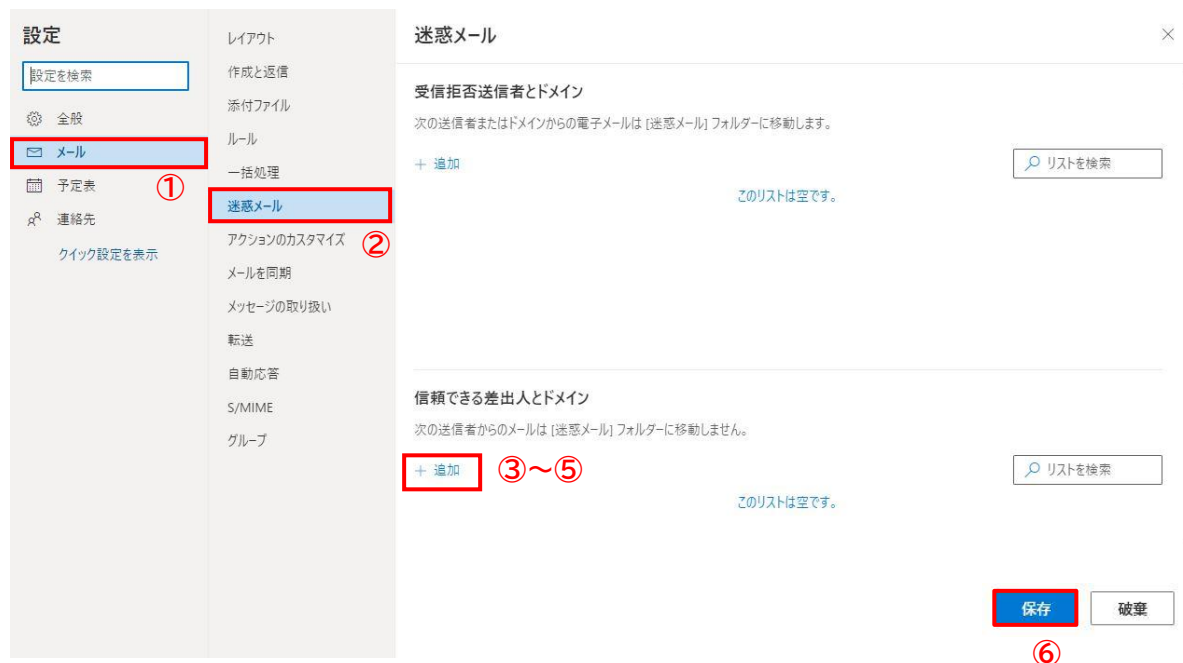 設定
設定を検索
全般
メール
①
予定表
連絡先
クイック設定を表示
レイアウト
作成と返信
添付ファイル
ルール
一括処理
迷惑メール
②
アクションのカスタマイズ
メールを同期
メッセージの取り扱い
転送
自動応答
S/MIME
グループ
迷惑メール
受信拒否送信者とドメイン
次の送信者またはドメインからの電子メールは [迷惑メール] フォルダーに移動します。
+ 追加
リストを検索
このリストは空です。
信頼できる差出人とドメイン
次の送信者からのメールは [迷惑メール] フォルダーに移動しません。
+ 追加
③～⑤
リストを検索
このリストは空です。
保存
破棄
⑥